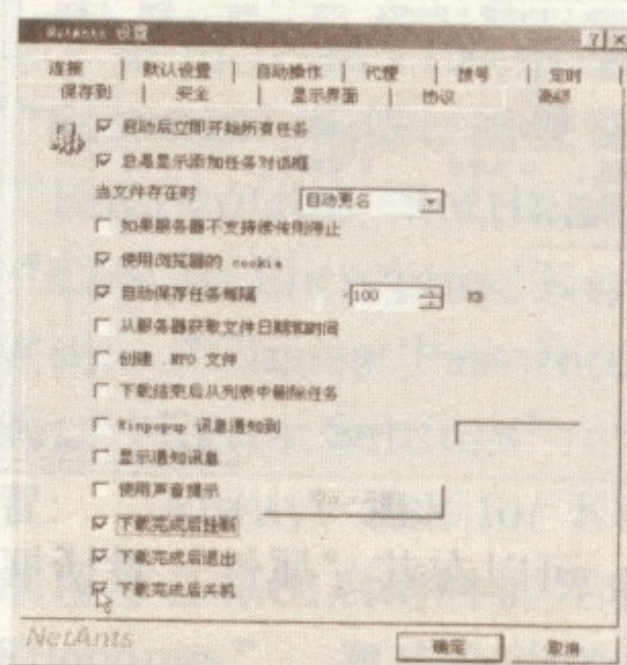 NetAnts 设置
连接 默认设置 自动操作 代理 拨号 定时
保存到 安全 显示界面 协议 高级
启动后立即开始所有任务
总是显示添加任务对话框
当文件存在时 自动更名
如果服务器不支持续传则停止
使用浏览器的 cookie
自动保存任务每隔 100 KB
从服务器获取文件日期和时间
创建 .NFO 文件
下载结束后从列表中删除任务
Winpopup 讯息通知到
显示通知讯息
使用声音提示
下载完成后挂断
下载完成后退出
下载完成后关机
NetAnts 确定 取消